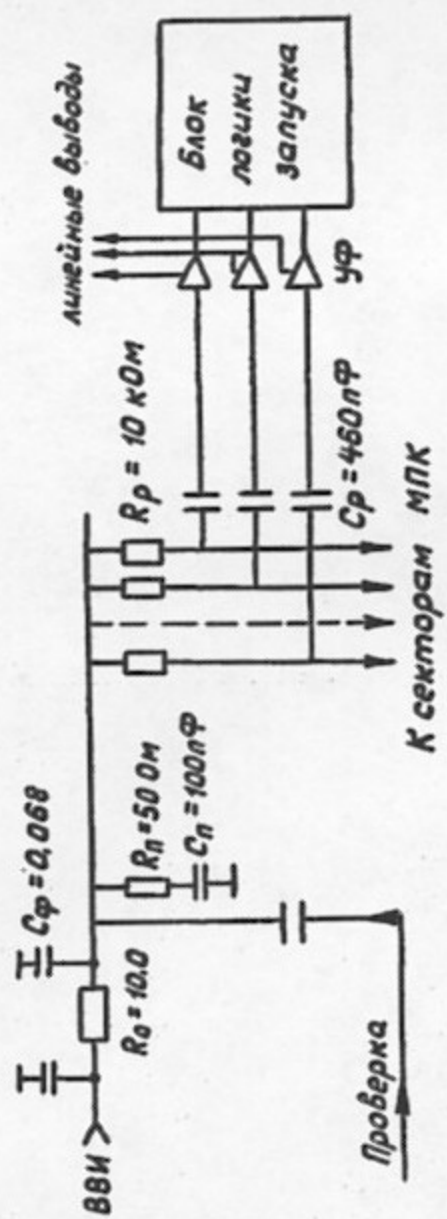 ВВИ
R₀ = 10.0
Cф = 0,068
Rп = 50 Ом
Cп = 100пФ
Проверка
Rр = 10 кОм
Cр = 460пФ
К секторам МПК
линейные выводы
УФ
Блок
логики
запуска